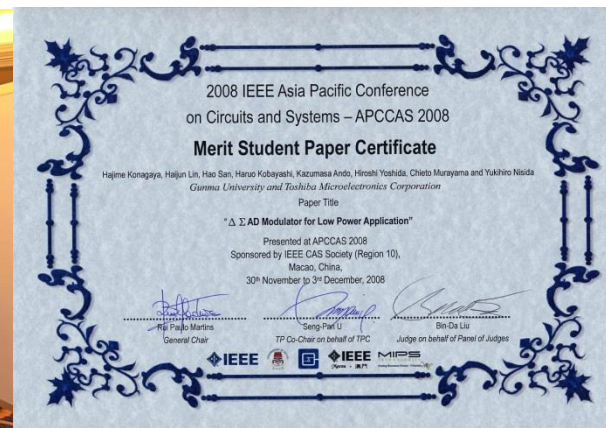 2008 IEEE Asia Pacific Conference
on Circuits and Systems – APCCAS 2008
Merit Student Paper Certificate
Hajime Konagaya, Haijun Lin, Hao San, Haruo Kobayashi, Kazumasa Ando, Hiroshi Yoshida, Chieto Murayama and Yukihiro Nisida
Gunma University and Toshiba Microelectronics Corporation
Paper Title
"Δ Σ AD Modulator for Low Power Application"
Presented at APCCAS 2008
Sponsored by IEEE CAS Society (Region 10),
Macao, China,
30th November to 3rd December, 2008
Rui Paulo Martins Seng-Pan U Bin-Da Liu
General Chair TP Co-Chair on behalf of TPC Judge on behalf of Panel of Judges
IEEE IEEE MIPS